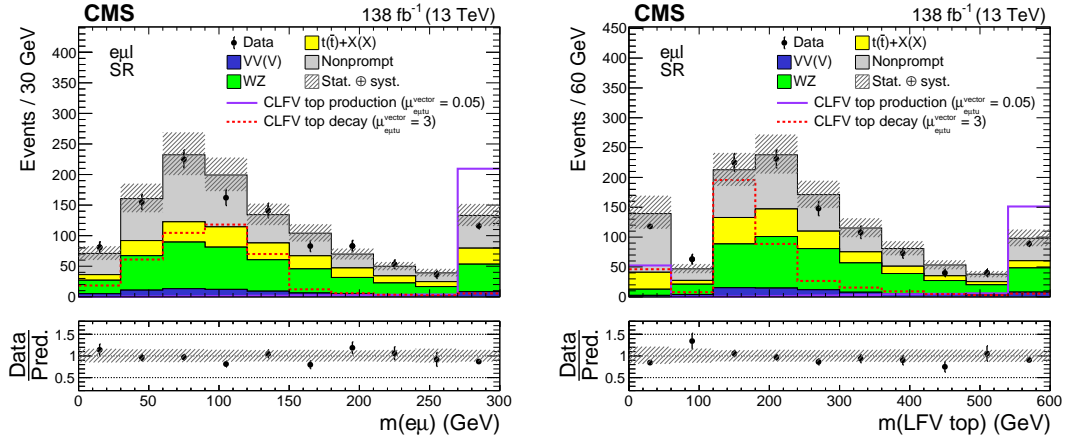 CMS 138 fb⁻¹ (13 TeV)
Events / 30 GeV
eμl
SR
Data
t(t̄)+X(X)
VV(V)
Nonprompt
WZ
Stat. ⊕ syst.
CLFV top production (μ^vector_eμtu = 0.05)
CLFV top decay (μ^vector_eμtu = 3)
0 50 100 150 200 250 300 350 400
Data
Pred.
0.5 1 1.5
0 50 100 150 200 250 300
m(eμ) (GeV)
CMS 138 fb⁻¹ (13 TeV)
Events / 60 GeV
eμl
SR
Data
t(t̄)+X(X)
VV(V)
Nonprompt
WZ
Stat. ⊕ syst.
CLFV top production (μ^vector_eμtu = 0.05)
CLFV top decay (μ^vector_eμtu = 3)
0 50 100 150 200 250 300 350 400
Data
Pred.
0.5 1 1.5
0 100 200 300 400 500 600
m(LFV top) (GeV)